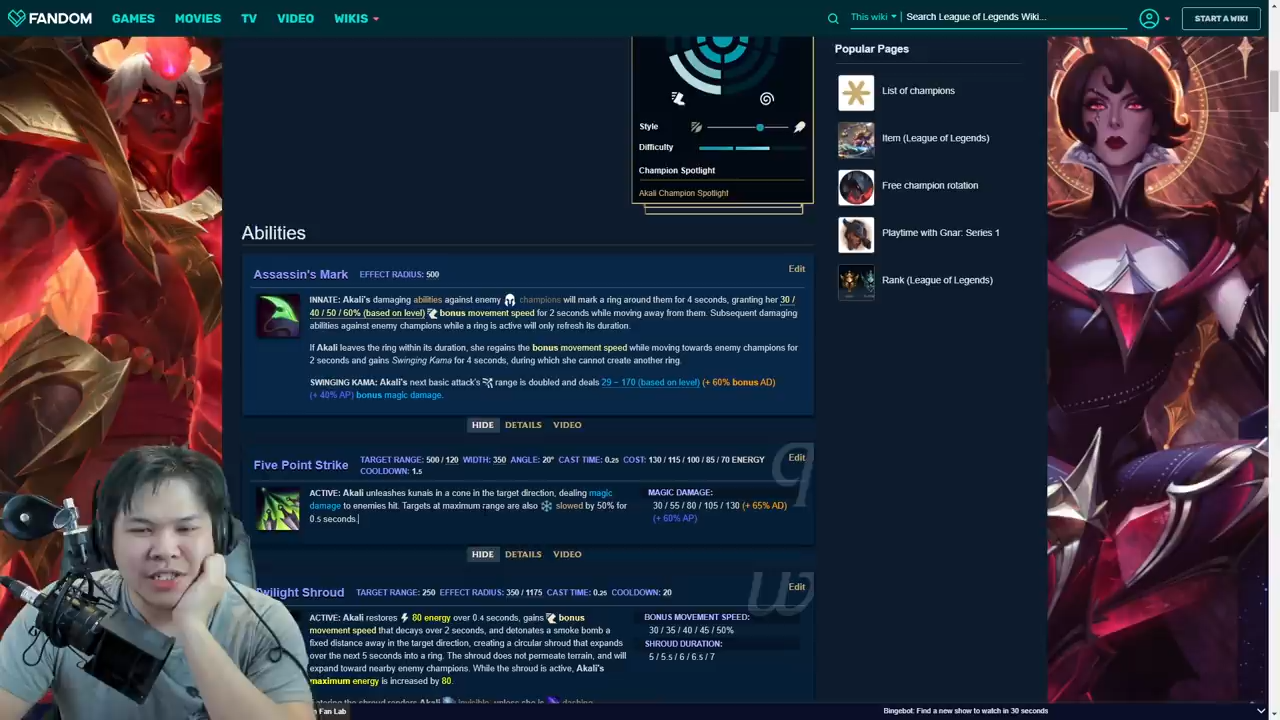 FANDOM
GAMES
MOVIES
TV
VIDEO
WIKIS
This wiki
Search League of Legends Wiki...
START A WIKI
Style
Difficulty
Champion Spotlight
Akali Champion Spotlight
Popular Pages
List of champions
Item (League of Legends)
Free champion rotation
Playtime with Gnar: Series 1
Rank (League of Legends)
Abilities
Assassin's Mark EFFECT RADIUS: 500
Edit
INNATE: Akali's damaging abilities against enemy champions will mark a ring around them for 4 seconds, granting her 30 /
40 / 50 / 60% (based on level) bonus movement speed for 2 seconds while moving away from them. Subsequent damaging
abilities against enemy champions while a ring is active will only refresh its duration.
If Akali leaves the ring within its duration, she regains the bonus movement speed while moving towards enemy champions for
2 seconds and gains Swinging Kama for 4 seconds, during which she cannot create another ring.
SWINGING KAMA: Akali's next basic attack's range is doubled and deals 29 − 170 (based on level) (+ 60% bonus AD)
(+ 40% AP) bonus magic damage.
HIDE DETAILS VIDEO
q
Five Point Strike TARGET RANGE: 500 / 120 WIDTH: 350 ANGLE: 20° CAST TIME: 0.25 COST: 130 / 115 / 100 / 85 / 70 ENERGY
COOLDOWN: 1.5
Edit
ACTIVE: Akali unleashes kunais in a cone in the target direction, dealing magic
damage to enemies hit. Targets at maximum range are also slowed by 50% for
0.5 seconds.
MAGIC DAMAGE:
30 / 55 / 80 / 105 / 130 (+ 65% AD)
(+ 60% AP)
HIDE DETAILS VIDEO
w
Shroud TARGET RANGE: 250 EFFECT RADIUS: 350 / 1175 CAST TIME: 0.25 COOLDOWN: 20
Edit
ACTIVE: Akali restores 80 energy over 0.4 seconds, gains bonus
movement speed that decays over 2 seconds, and detonates a smoke bomb a
fixed distance away in the target direction, creating a circular shroud that expands
over the next 5 seconds into a ring. The shroud does not permeate terrain, and will
expand toward nearby enemy champions. While the shroud is active, Akali's
maximum energy is increased by 80.
BONUS MOVEMENT SPEED:
30 / 35 / 40 / 45 / 50%
SHROUD DURATION:
5 / 5.5 / 6 / 6.5 / 7
Fan Lab
Bingebot: Find a new show to watch in 30 seconds